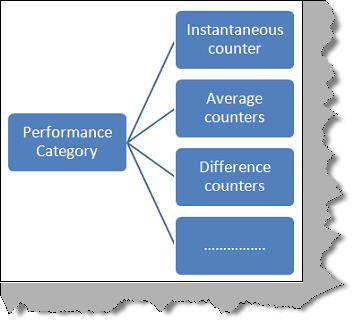 Instantaneous
counter
Average
counters
Performance
Category
Difference
counters
................